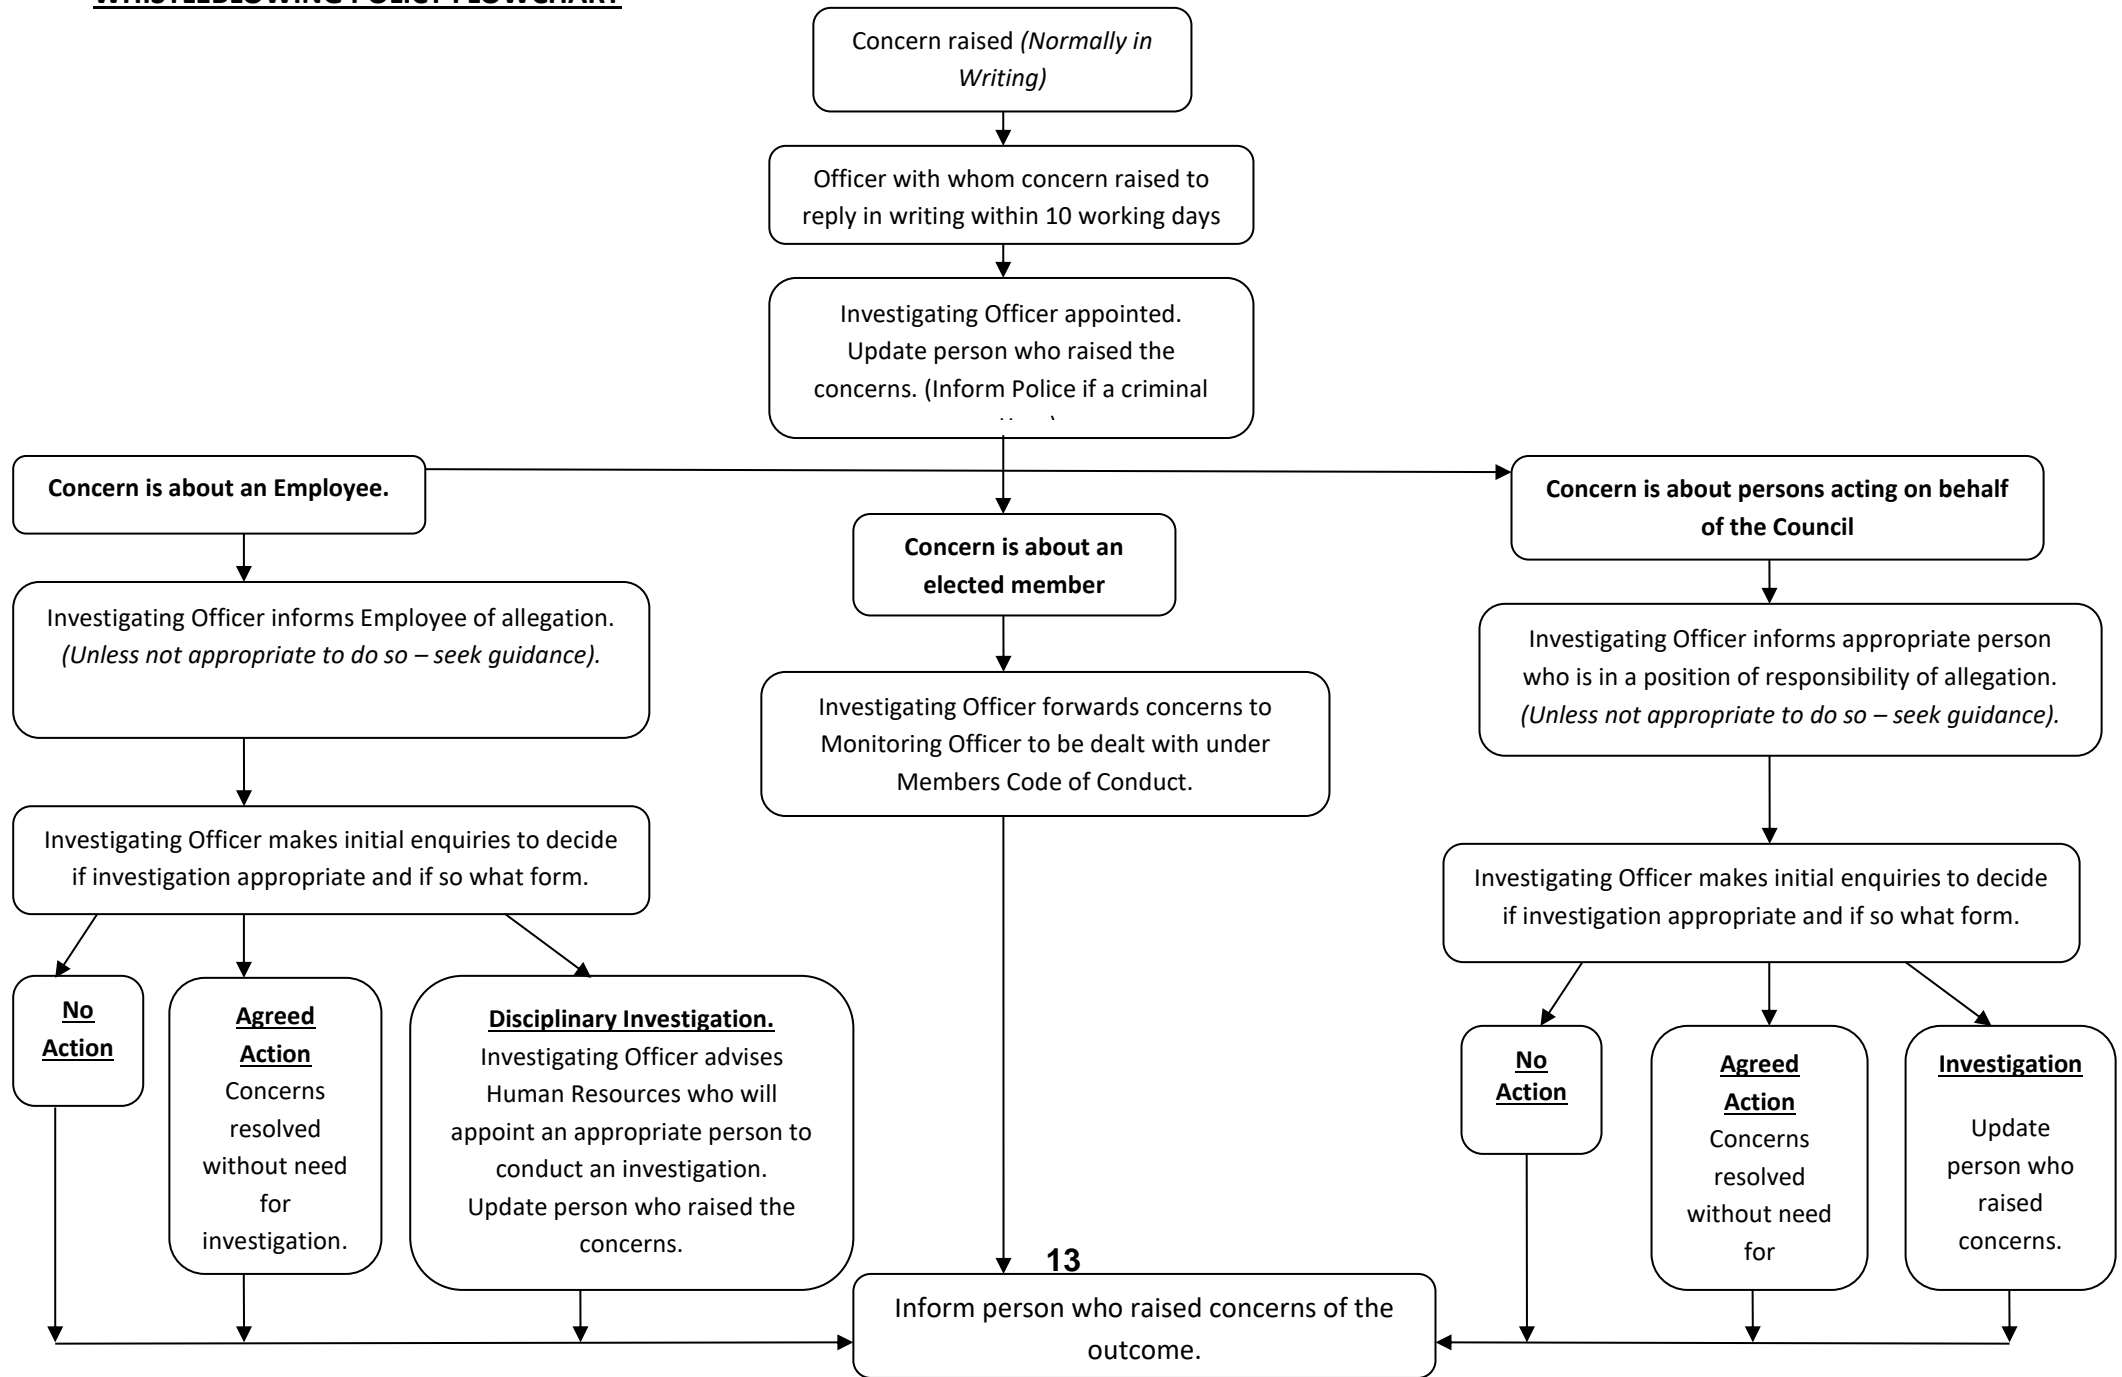 WHISTLEBLOWING POLICY FLOWCHART
Concern raised (Normally in
Writing)
Officer with whom concern raised to
reply in writing within 10 working days
Investigating Officer appointed.
Update person who raised the
concerns. (Inform Police if a criminal
Concern is about an Employee.
Investigating Officer informs Employee of allegation.
(Unless not appropriate to do so – seek guidance).
Investigating Officer makes initial enquiries to decide
if investigation appropriate and if so what form.
No
Action
Agreed
Action
Concerns
resolved
without need
for
investigation.
Disciplinary Investigation.
Investigating Officer advises
Human Resources who will
appoint an appropriate person to
conduct an investigation.
Update person who raised the
concerns.
Concern is about an
elected member
Investigating Officer forwards concerns to
Monitoring Officer to be dealt with under
Members Code of Conduct.
Concern is about persons acting on behalf
of the Council
Investigating Officer informs appropriate person
who is in a position of responsibility of allegation.
(Unless not appropriate to do so – seek guidance).
Investigating Officer makes initial enquiries to decide
if investigation appropriate and if so what form.
No
Action
Agreed
Action
Concerns
resolved
without need
for
Investigation
Update
person who
raised
concerns.
13
Inform person who raised concerns of the
outcome.